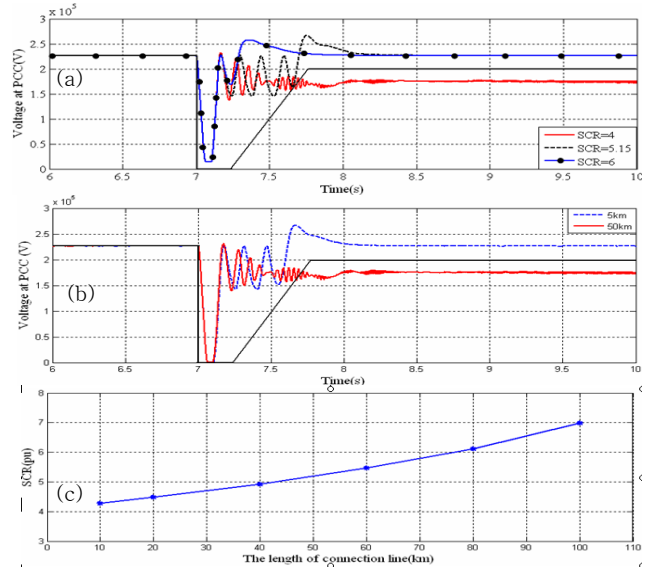 x 10^5
3
2.5
2
1.5
1
0.5
0
Voltage at PCC(V)
(a)
SCR=4
SCR=5.15
SCR=6
6 6.5 7 7.5 8 8.5 9 9.5 10
Time(s)
x 10^5
3
2.5
2
1.5
1
0.5
0
Voltage at PCC (V)
(b)
5km
50km
6 6.5 7 7.5 8 8.5 9 9.5 10
Time(s)
8
7
6
5
4
3
SCR(pu)
(c)
0 10 20 30 40 50 60 70 80 90 100 110
The length of connection line(km)